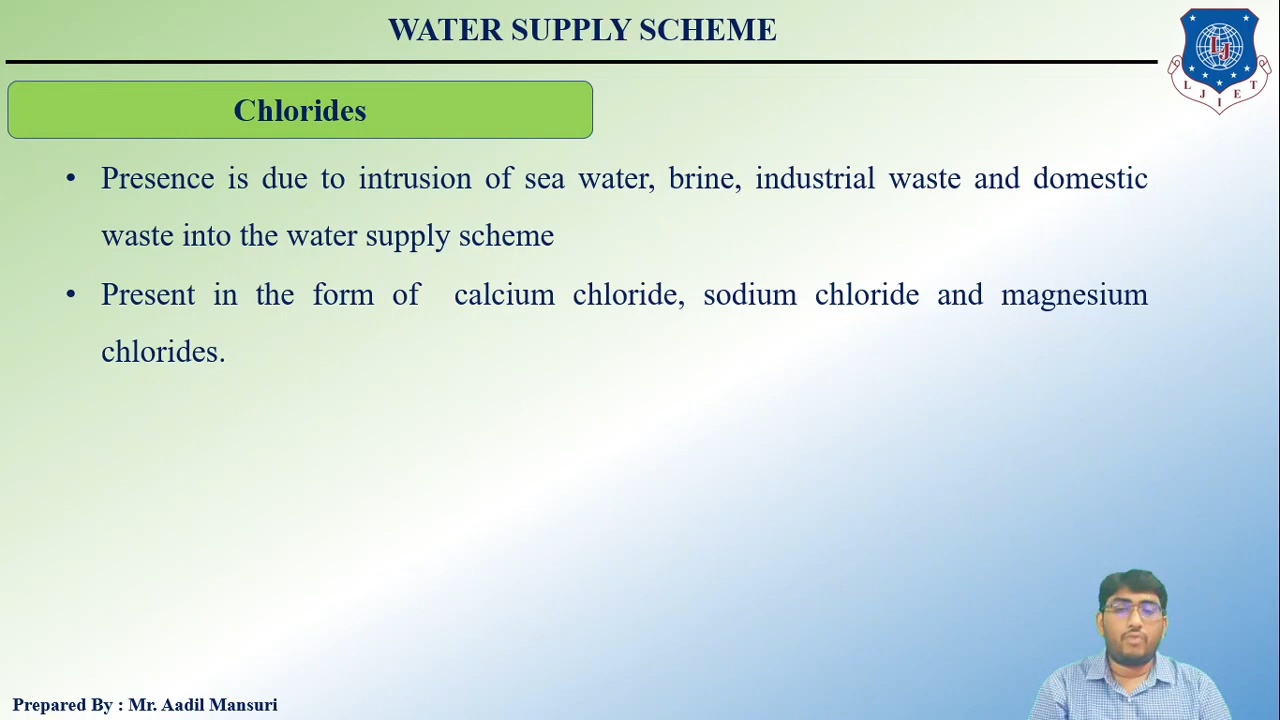 WATER SUPPLY SCHEME
LJ
L J I E T
Chlorides
• Presence is due to intrusion of sea water, brine, industrial waste and domestic
waste into the water supply scheme
• Present in the form of calcium chloride, sodium chloride and magnesium
chlorides.
Prepared By : Mr. Aadil Mansuri